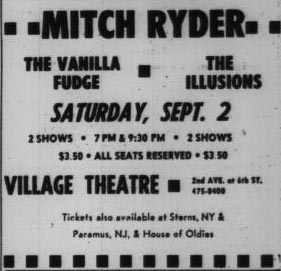 MITCH RYDER
THE VANILLA FUDGE
THE ILLUSIONS
SATURDAY, SEPT. 2
2 SHOWS • 7 PM & 9:30 PM • 2 SHOWS
$3.50 • ALL SEATS RESERVED • $3.50
VILLAGE THEATRE ■ 2nd AVE. at 6th ST.
475-8400
Tickets also available at Sterns, NY &
Paramus, NJ, & House of Oldies